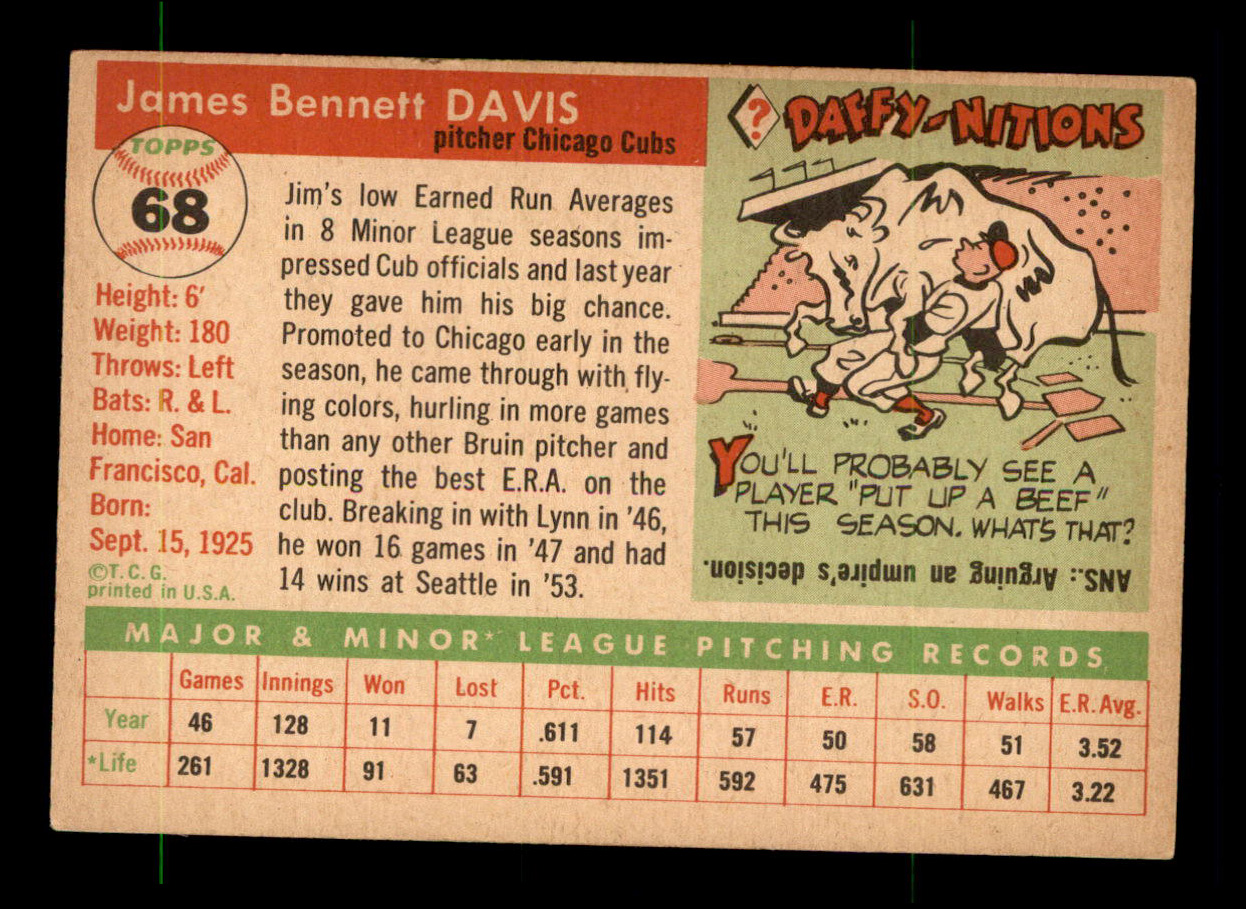 James Bennett DAVIS
pitcher Chicago Cubs
TOPPS
68
Height: 6'
Weight: 180
Throws: Left
Bats: R. & L.
Home: San
Francisco, Cal.
Born:
Sept. 15, 1925
©T. C. G.
printed in U.S.A.
Jim's low Earned Run Averages
in 8 Minor League seasons im-
pressed Cub officials and last year
they gave him his big chance.
Promoted to Chicago early in the
season, he came through with fly-
ing colors, hurling in more games
than any other Bruin pitcher and
posting the best E.R.A. on the
club. Breaking in with Lynn in '46,
he won 16 games in '47 and had
14 wins at Seattle in '53.
? DAFFY-NITIONS
YOU'LL PROBABLY SEE A
PLAYER "PUT UP A BEEF"
THIS SEASON. WHAT'S THAT?
ANS.: Arguing an umpire's decision.
MAJOR & MINOR* LEAGUE PITCHING RECORDS
Games Innings Won Lost Pct. Hits Runs E.R. S.O. Walks E.R. Avg.
Year 46 128 11 7 .611 114 57 50 58 51 3.52
*Life 261 1328 91 63 .591 1351 592 475 631 467 3.22